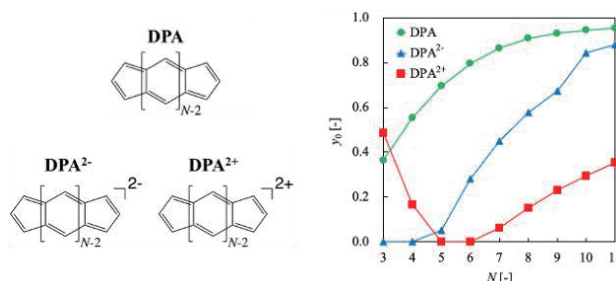 DPA
N-2
DPA2-
DPA2+
2-
2+
N-2
N-2
DPA
DPA2-
DPA2+
y0 [-]
1.0
0.8
0.6
0.4
0.2
0.0
3 4 5 6 7 8 9 10 1
N [-]